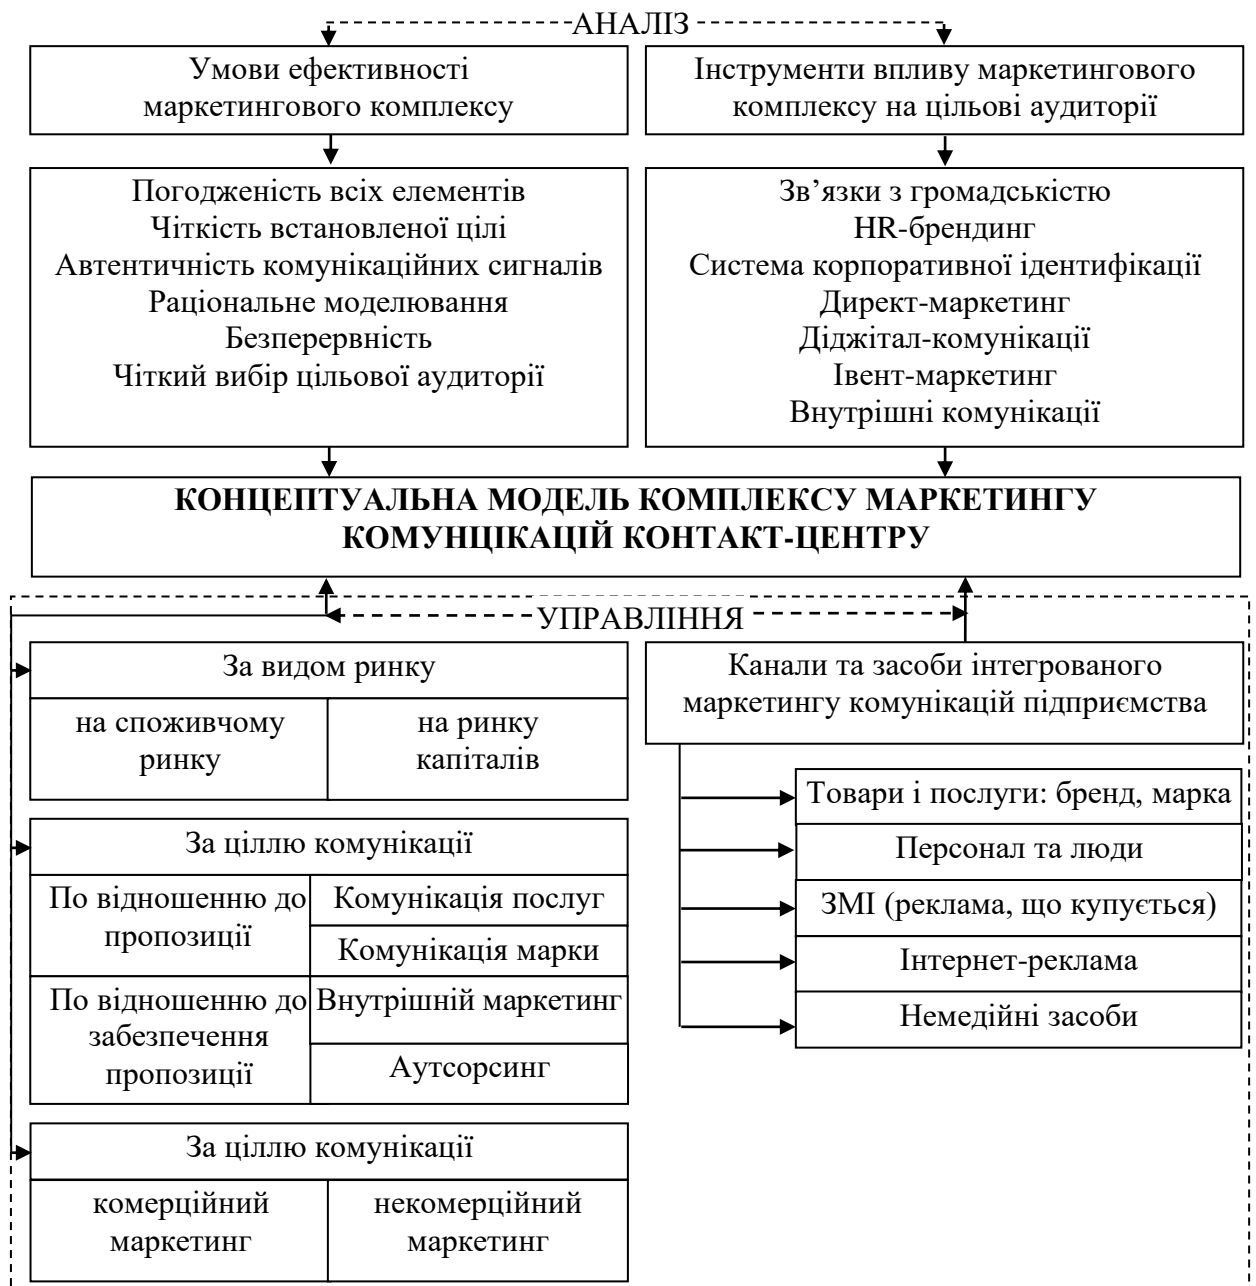 АНАЛІЗ
Умови ефективності
маркетингового комплексу
Інструменти впливу маркетингового
комплексу на цільові аудиторії
Погодженість всіх елементів
Чіткість встановленої цілі
Автентичність комунікаційних сигналів
Раціональне моделювання
Безперервність
Чіткий вибір цільової аудиторії
Зв’язки з громадськістю
HR-брендинг
Система корпоративної ідентифікації
Директ-маркетинг
Діджітал-комунікації
Івент-маркетинг
Внутрішні комунікації
КОНЦЕПТУАЛЬНА МОДЕЛЬ КОМПЛЕКСУ МАРКЕТИНГУ
КОМУНЦІКАЦІЙ КОНТАКТ-ЦЕНТРУ
УПРАВЛІННЯ
За видом ринку
на споживчому
ринку
на ринку
капіталів
За ціллю комунікації
По відношенню до
пропозиції
Комунікація послуг
Комунікація марки
По відношенню до
забезпечення
пропозиції
Внутрішній маркетинг
Аутсорсинг
За ціллю комунікації
комерційний
маркетинг
некомерційний
маркетинг
Канали та засоби інтегрованого
маркетингу комунікацій підприємства
Товари і послуги: бренд, марка
Персонал та люди
ЗМІ (реклама, що купується)
Інтернет-реклама
Немедійні засоби